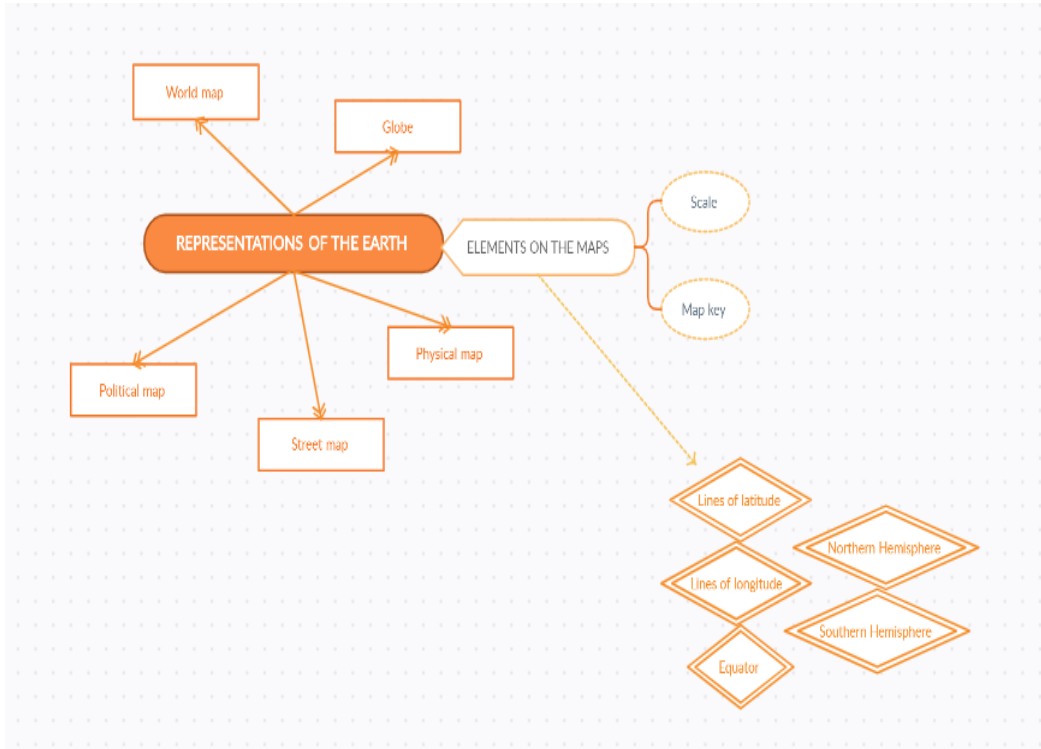 World map
Globe
REPRESENTATIONS OF THE EARTH
ELEMENTS ON THE MAPS
Scale
Map key
Physical map
Political map
Street map
Lines of latitude
Northern Hemisphere
Lines of longitude
Southern Hemisphere
Equator